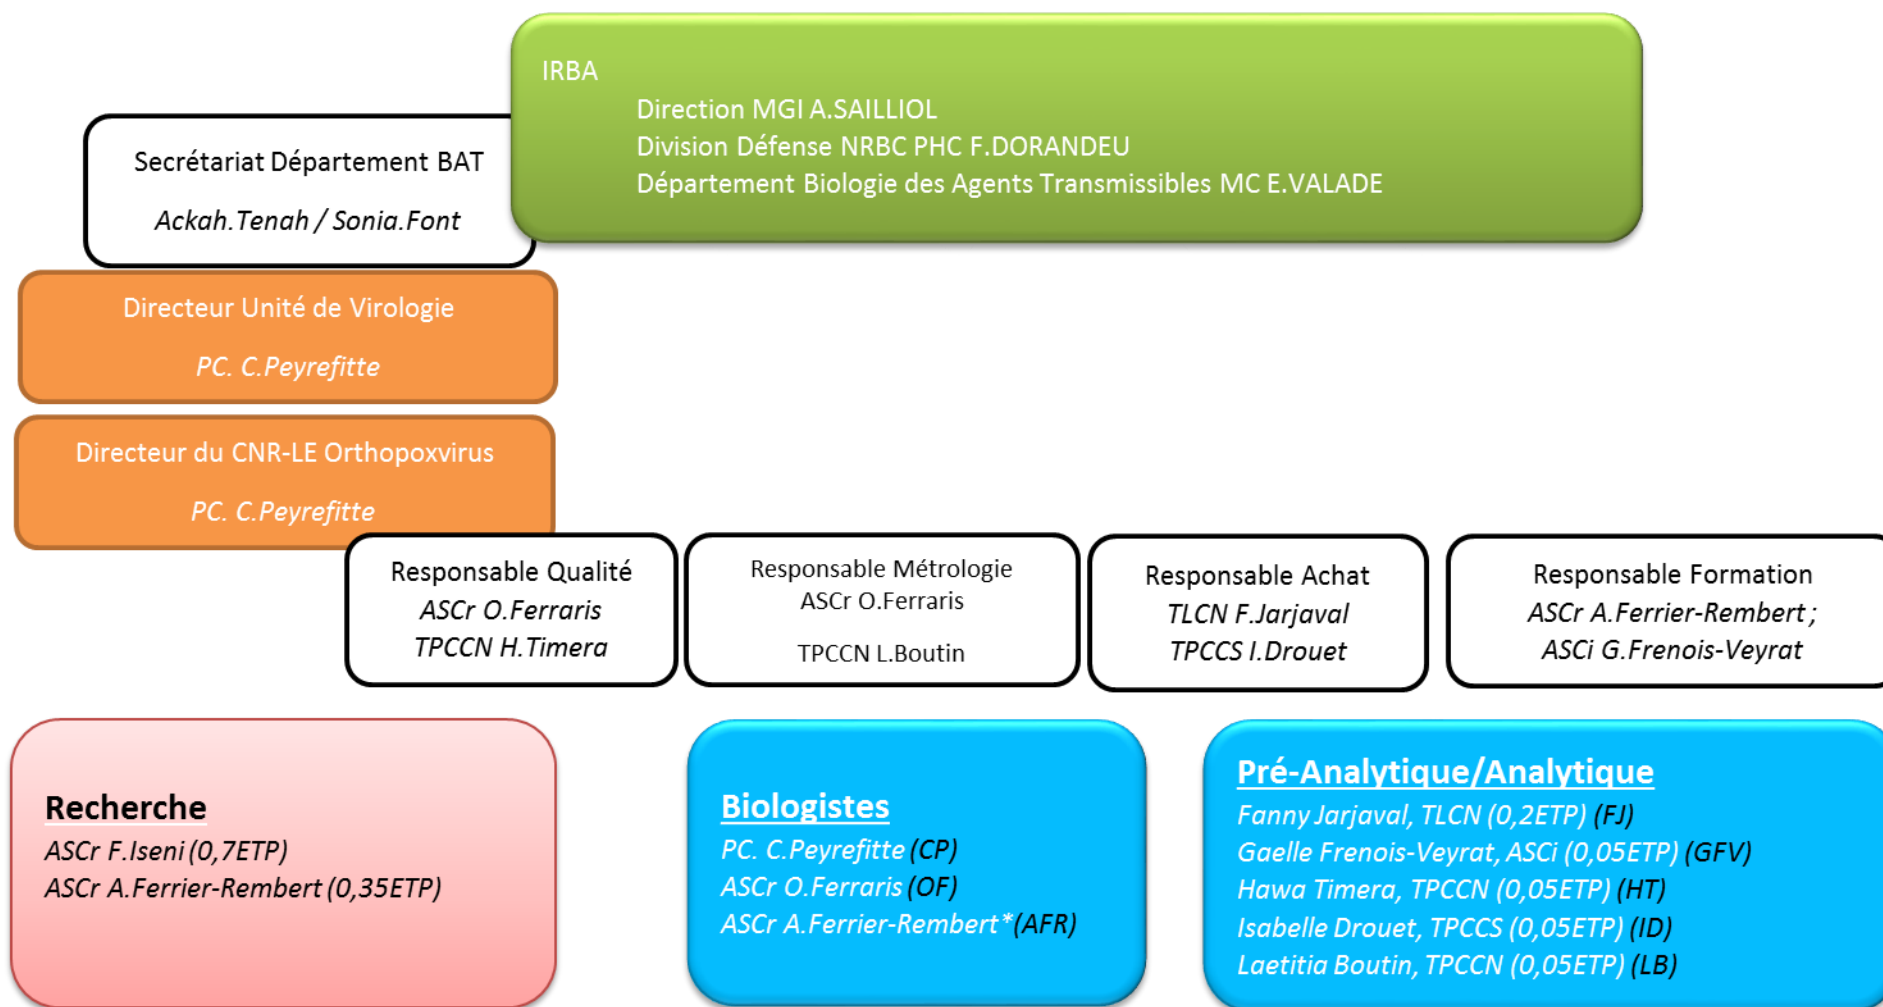 IRBA
Direction MGI A.SAILLIOL
Division Défense NRBC PHC F.DORANDEU
Département Biologie des Agents Transmissibles MC E.VALADE
Secrétariat Département BAT
Ackah.Tenah / Sonia.Font
Directeur Unité de Virologie
PC. C.Peyrefitte
Directeur du CNR-LE Orthopoxvirus
PC. C.Peyrefitte
Responsable Qualité
ASCr O.Ferraris
TPCCN H.Timera
Responsable Métrologie
ASCr O.Ferraris
TPCCN L.Boutin
Responsable Achat
TLCN F.Jarjaval
TPCCS I.Drouet
Responsable Formation
ASCr A.Ferrier-Rembert ;
ASCi G.Frenois-Veyrat
Recherche
ASCr F.Iseni (0,7ETP)
ASCr A.Ferrier-Rembert (0,35ETP)
Biologistes
PC. C.Peyrefitte (CP)
ASCr O.Ferraris (OF)
ASCr A.Ferrier-Rembert* (AFR)
Pré-Analytique/Analytique
Fanny Jarjaval, TLCN (0,2ETP) (FJ)
Gaelle Frenois-Veyrat, ASCi (0,05ETP) (GFV)
Hawa Timera, TPCCN (0,05ETP) (HT)
Isabelle Drouet, TPCCS (0,05ETP) (ID)
Laetitia Boutin, TPCCN (0,05ETP) (LB)